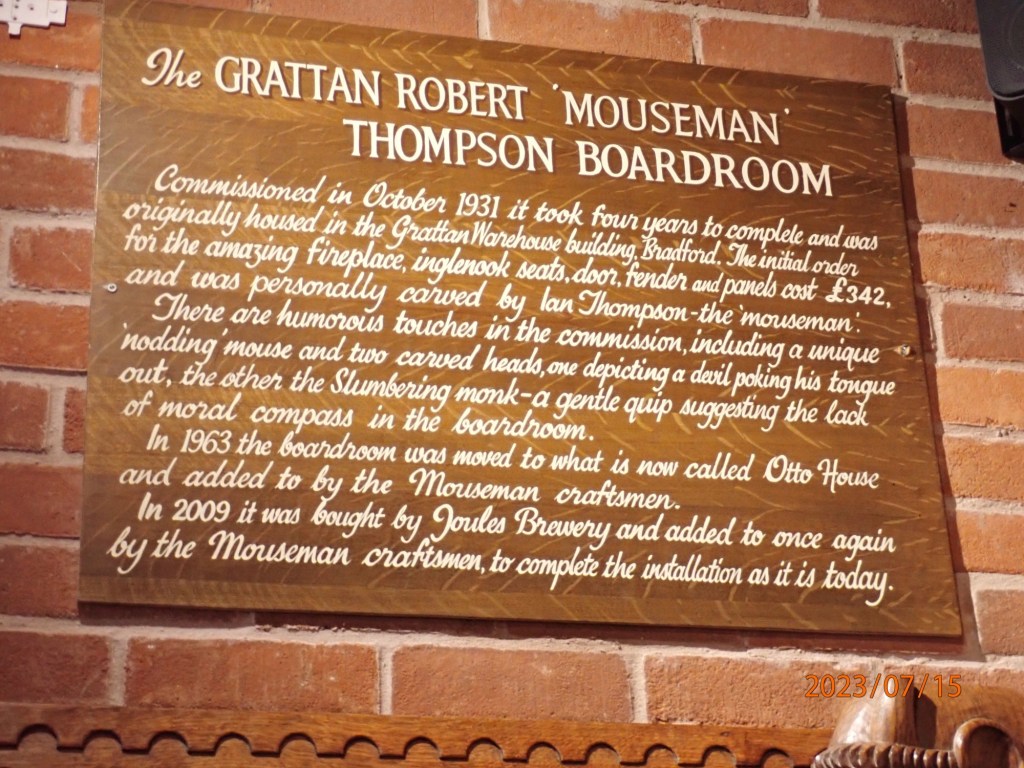 The GRATTAN ROBERT 'MOUSEMAN'
THOMPSON BOARDROOM
Commissioned in October 1931 it took four years to complete and was
originally housed in the Grattan Warehouse building, Bradford. The initial order
for the amazing fireplace, inglenook seats, door, fender and panels cost £342,
and was personally carved by Ian Thompson - the 'mouseman'.
There are humorous touches in the commission, including a unique
'nodding' mouse and two carved heads, one depicting a devil poking his tongue
out, the other the Slumbering monk - a gentle quip suggesting the lack
of moral compass in the boardroom.
In 1963 the boardroom was moved to what is now called Otto House
and added to by the Mouseman craftsmen.
In 2009 it was bought by Joules Brewery and added to once again
by the Mouseman craftsmen, to complete the installation as it is today.
2023/07/15